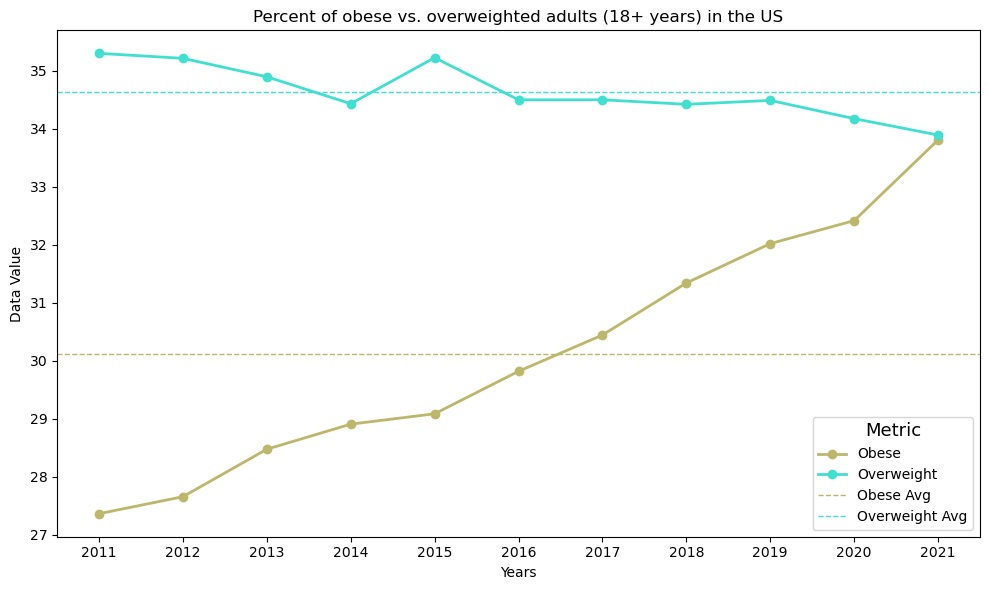 Percent of obese vs. overweighted adults (18+ years) in the US
Data Value
35
34
33
32
31
30
29
28
27
Metric
Obese
Overweight
Obese Avg
Overweight Avg
2011 2012 2013 2014 2015 2016 2017 2018 2019 2020 2021
Years